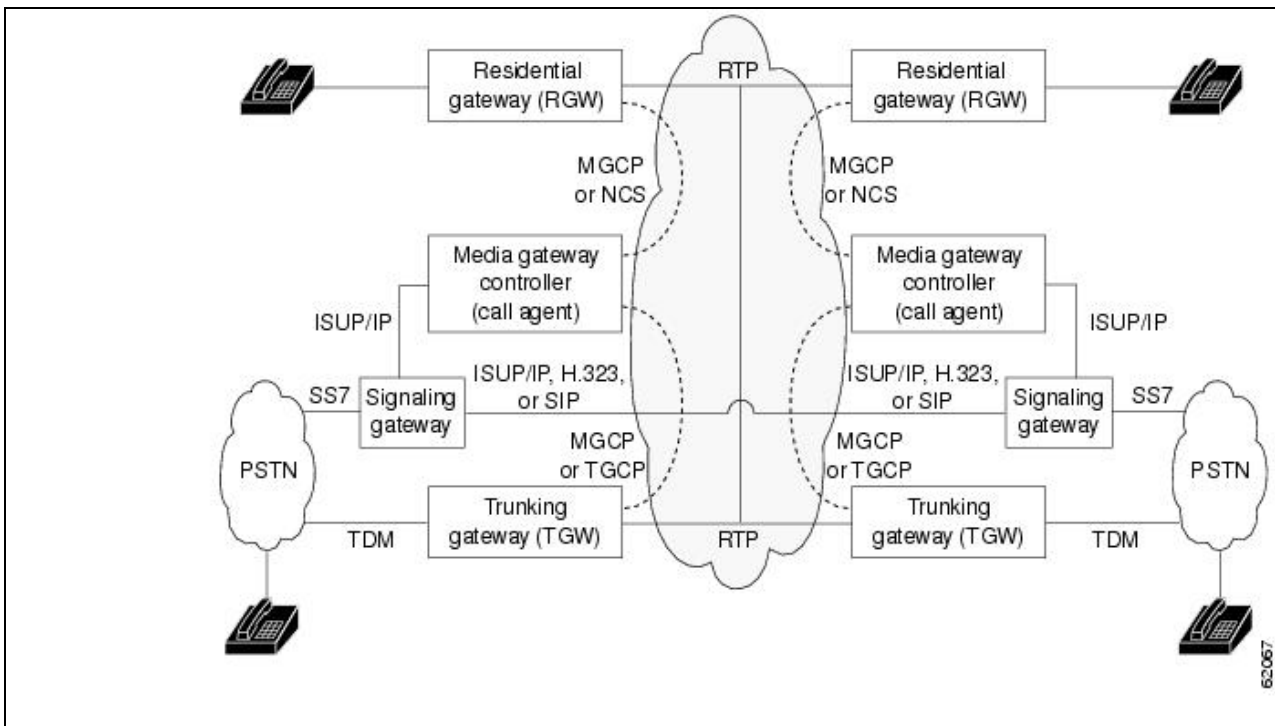 Residential
gateway (RGW)
RTP
Residential
gateway (RGW)
MGCP
or NCS
MGCP
or NCS
Media gateway
controller
(call agent)
Media gateway
controller
(call agent)
ISUP/IP
ISUP/IP
SS7
Signaling
gateway
ISUP/IP, H.323,
or SIP
ISUP/IP, H.323,
or SIP
Signaling
gateway
SS7
PSTN
MGCP
or TGCP
MGCP
or TGCP
PSTN
TDM
Trunking
gateway (TGW)
RTP
Trunking
gateway (TGW)
TDM
62067